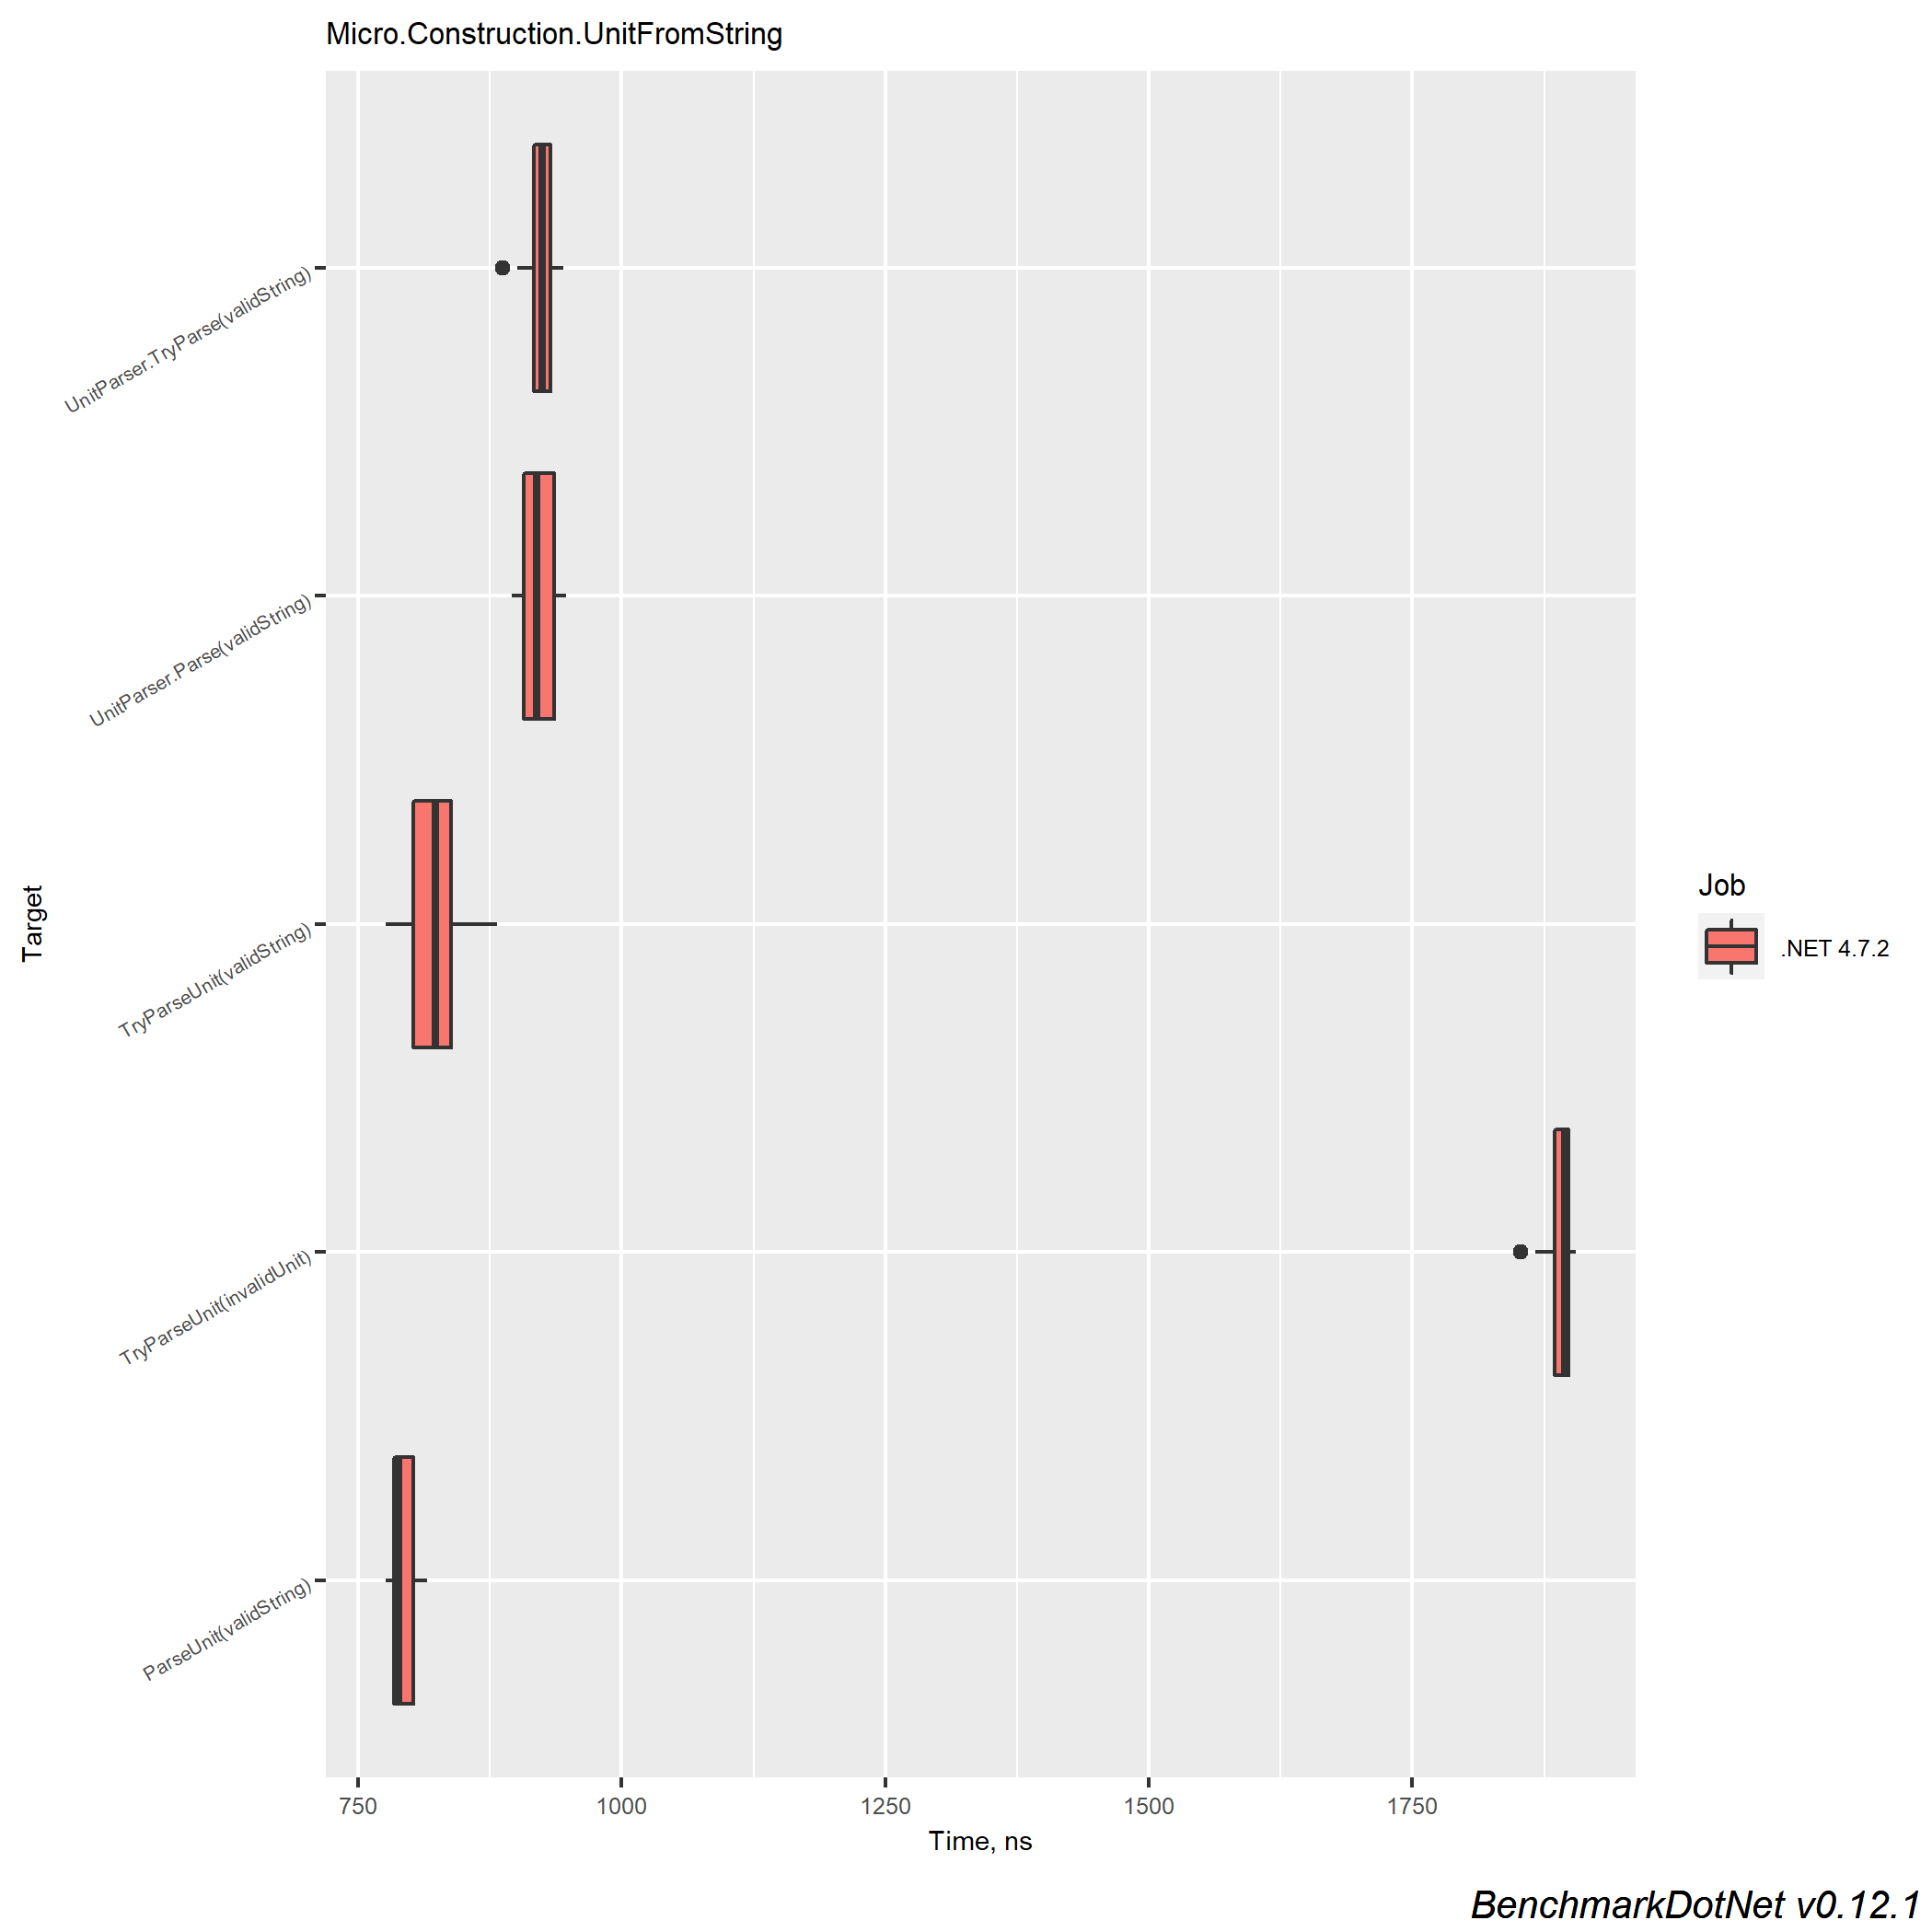 Micro.Construction.UnitFromString
UnitParser.TryParse(validString)
UnitParser.Parse(validString)
TryParseUnit(validString)
TryParseUnit(invalidUnit)
ParseUnit(validString)
Target
750
1000
1250
1500
1750
Time, ns
Job
.NET 4.7.2
BenchmarkDotNet v0.12.1